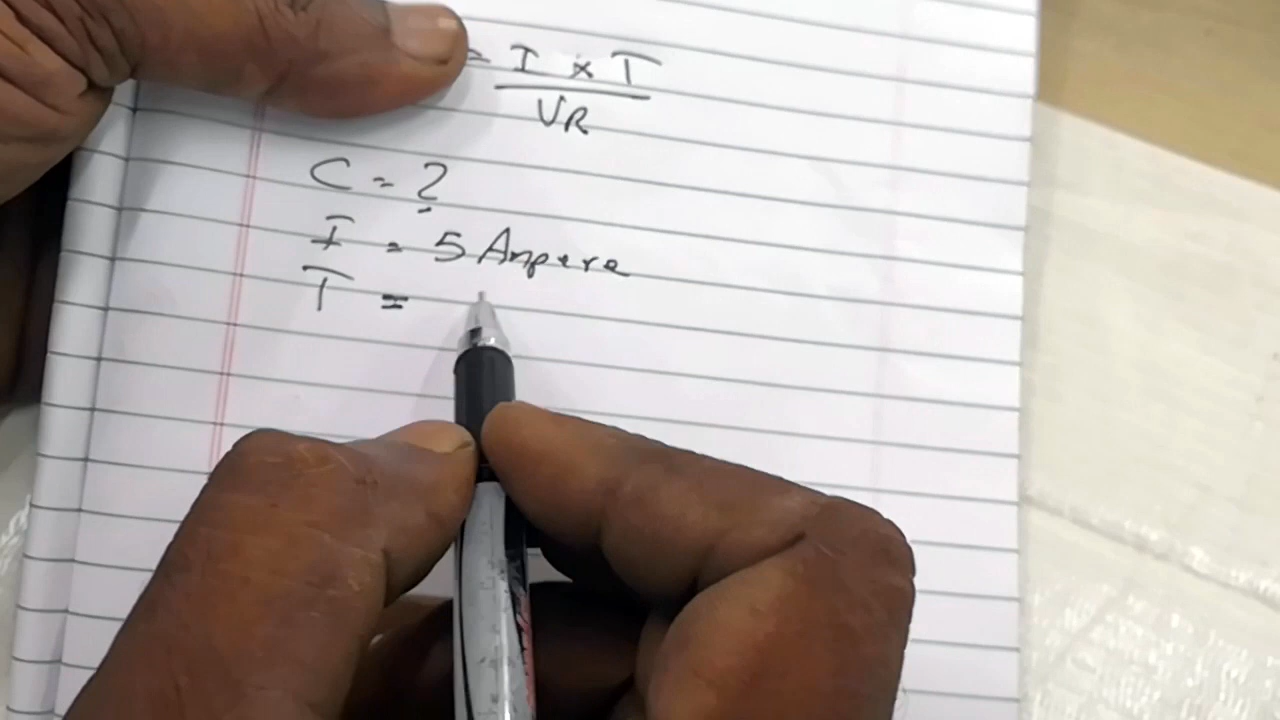 = I × T
VR
C = ?
I = 5 Ampere
T =